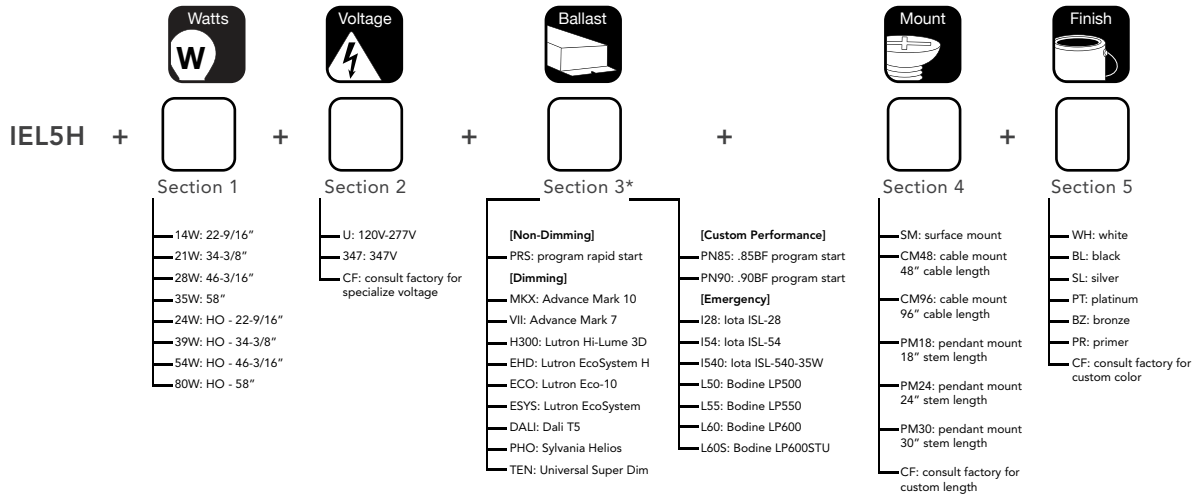 Watts
W
Voltage
Ballast
Mount
Finish
IEL5H + + + + +
Section 1
Section 2
Section 3*
Section 4
Section 5
14W: 22-9/16”
21W: 34-3/8”
28W: 46-3/16”
35W: 58”
24W: HO - 22-9/16”
39W: HO - 34-3/8”
54W: HO - 46-3/16”
80W: HO - 58”
U: 120V-277V
347: 347V
CF: consult factory for
specialize voltage
[Non-Dimming]
PRS: program rapid start
[Dimming]
MKX: Advance Mark 10
VII: Advance Mark 7
H300: Lutron Hi-Lume 3D
EHD: Lutron EcoSystem H
ECO: Lutron Eco-10
ESYS: Lutron EcoSystem
DALI: Dali T5
PHO: Sylvania Helios
TEN: Universal Super Dim
[Custom Performance]
PN85: .85BF program start
PN90: .90BF program start
[Emergency]
I28: Iota ISL-28
I54: Iota ISL-54
I540: Iota ISL-540-35W
L50: Bodine LP500
L55: Bodine LP550
L60: Bodine LP600
L60S: Bodine LP600STU
SM: surface mount
CM48: cable mount
48” cable length
CM96: cable mount
96” cable length
PM18: pendant mount
18” stem length
PM24: pendant mount
24” stem length
PM30: pendant mount
30” stem length
CF: consult factory for
custom length
WH: white
BL: black
SL: silver
PT: platinum
BZ: bronze
PR: primer
CF: consult factory for
custom color